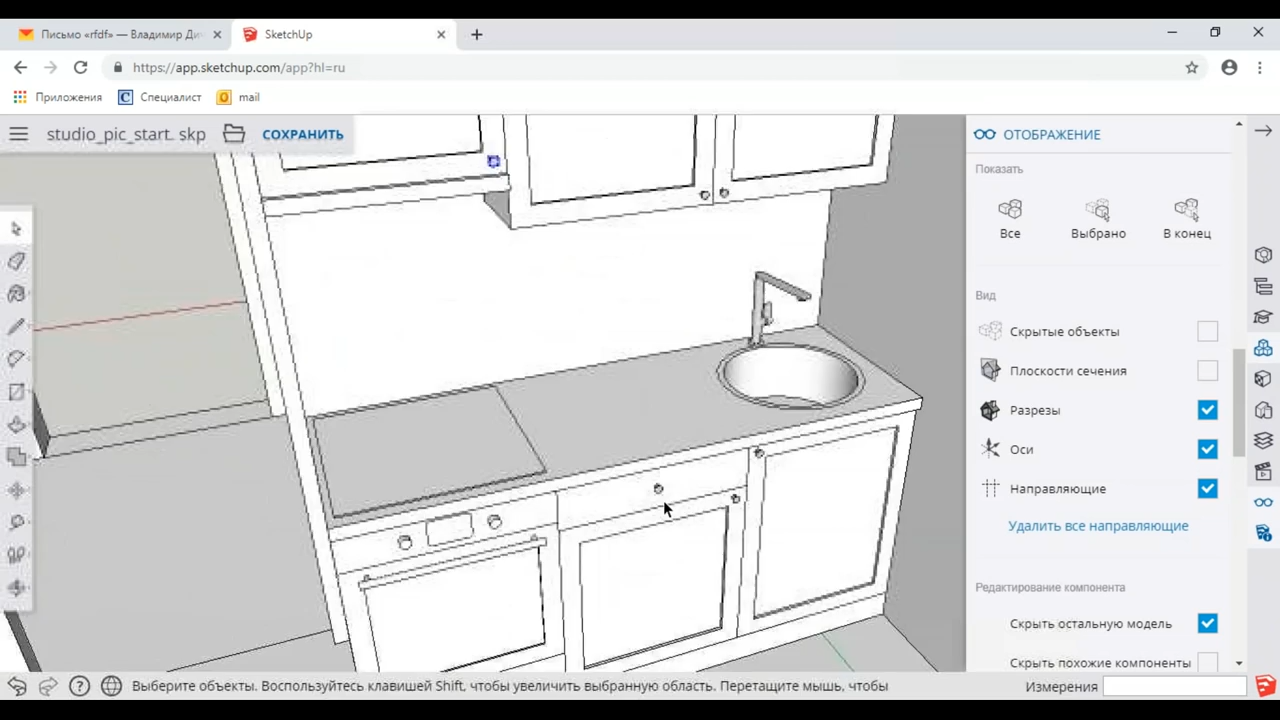 Письмо «rfdf» — Владимир Дич
SketchUp
https://app.sketchup.com/app?hl=ru
Приложения
Специалист
mail
studio_pic_start. skp
СОХРАНИТЬ
ОТОБРАЖЕНИЕ
Показать
Все
Выбрано
В конец
Вид
Скрытые объекты
Плоскости сечения
Разрезы
Оси
Направляющие
Удалить все направляющие
Редактирование компонента
Скрыть остальную модель
Скрыть похожие компоненты
Выберите объекты. Воспользуйтесь клавишей Shift, чтобы увеличить выбранную область. Перетащите мышь, чтобы
Измерения